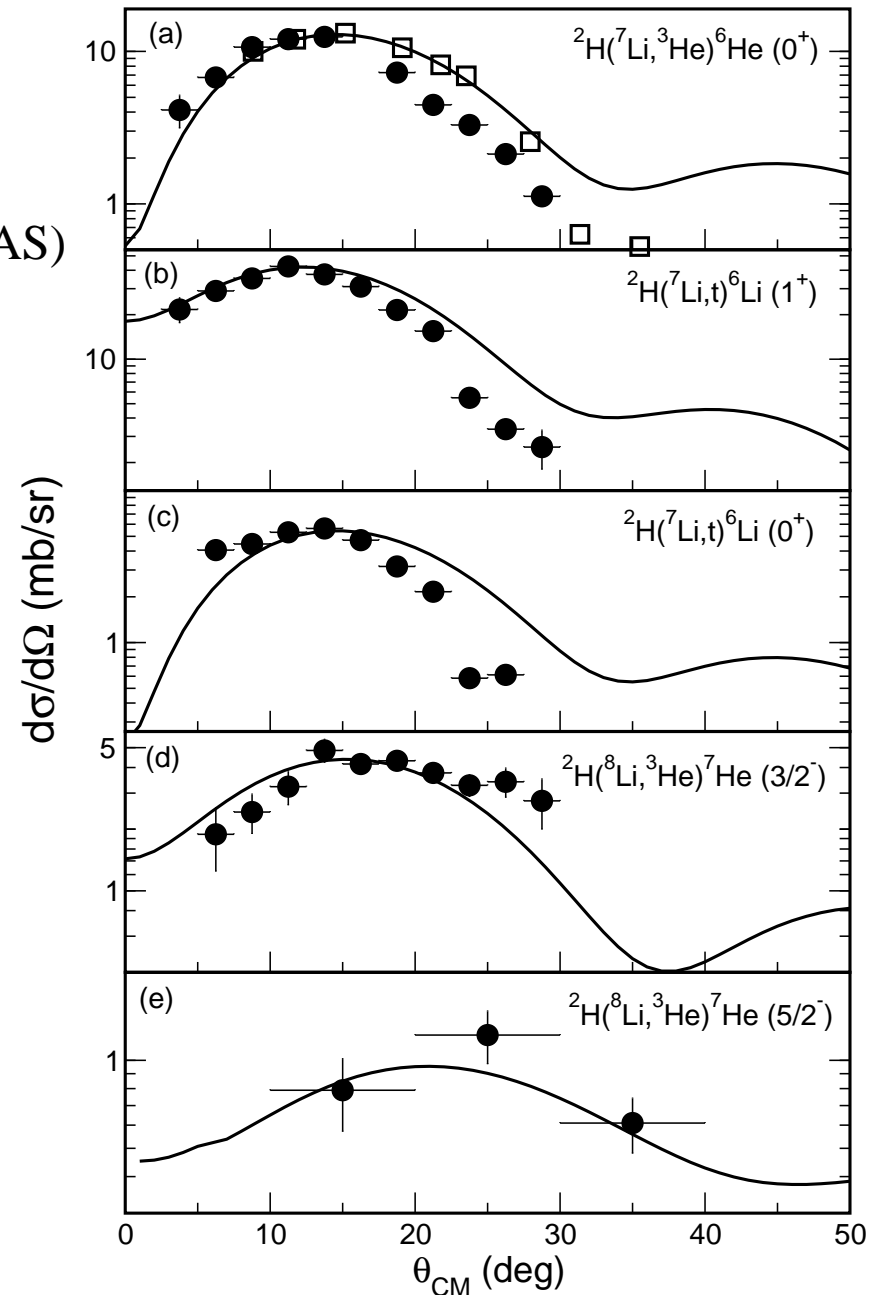 (a) ²H(⁷Li,³He)⁶He (0⁺)
10
1
AS)
(b) ²H(⁷Li,t)⁶Li (1⁺)
10
(c) ²H(⁷Li,t)⁶Li (0⁺)
1
dσ/dΩ (mb/sr)
(d) ²H(⁸Li,³He)⁷He (3/2⁻)
5
1
(e) ²H(⁸Li,³He)⁷He (5/2⁻)
1
0 10 20 30 40 50
θ_CM (deg)